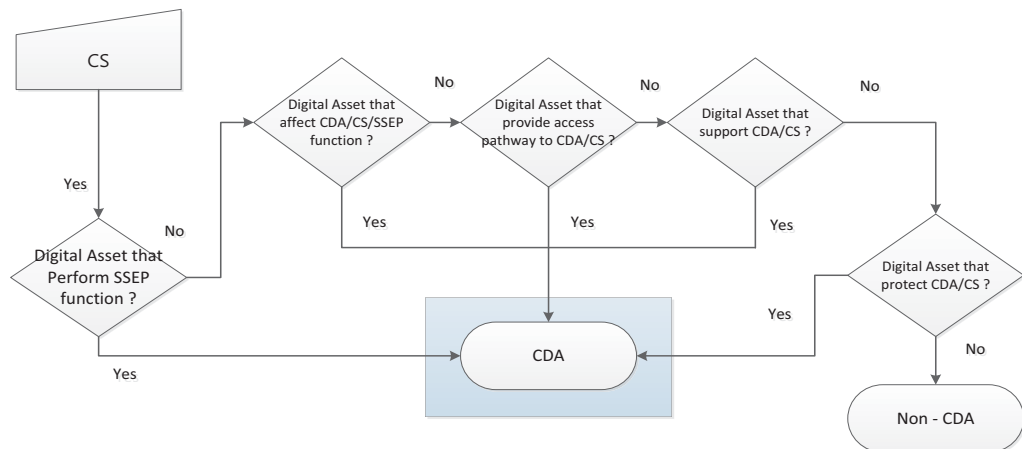 CS
Yes
Digital Asset that
Perform SSEP
function ?
No
Yes
Digital Asset that
affect CDA/CS/SSEP
function ?
No
Yes
Digital Asset that
provide access
pathway to CDA/CS ?
No
Yes
Digital Asset that
support CDA/CS ?
No
Yes
Digital Asset that
protect CDA/CS ?
Yes
No
CDA
Non - CDA